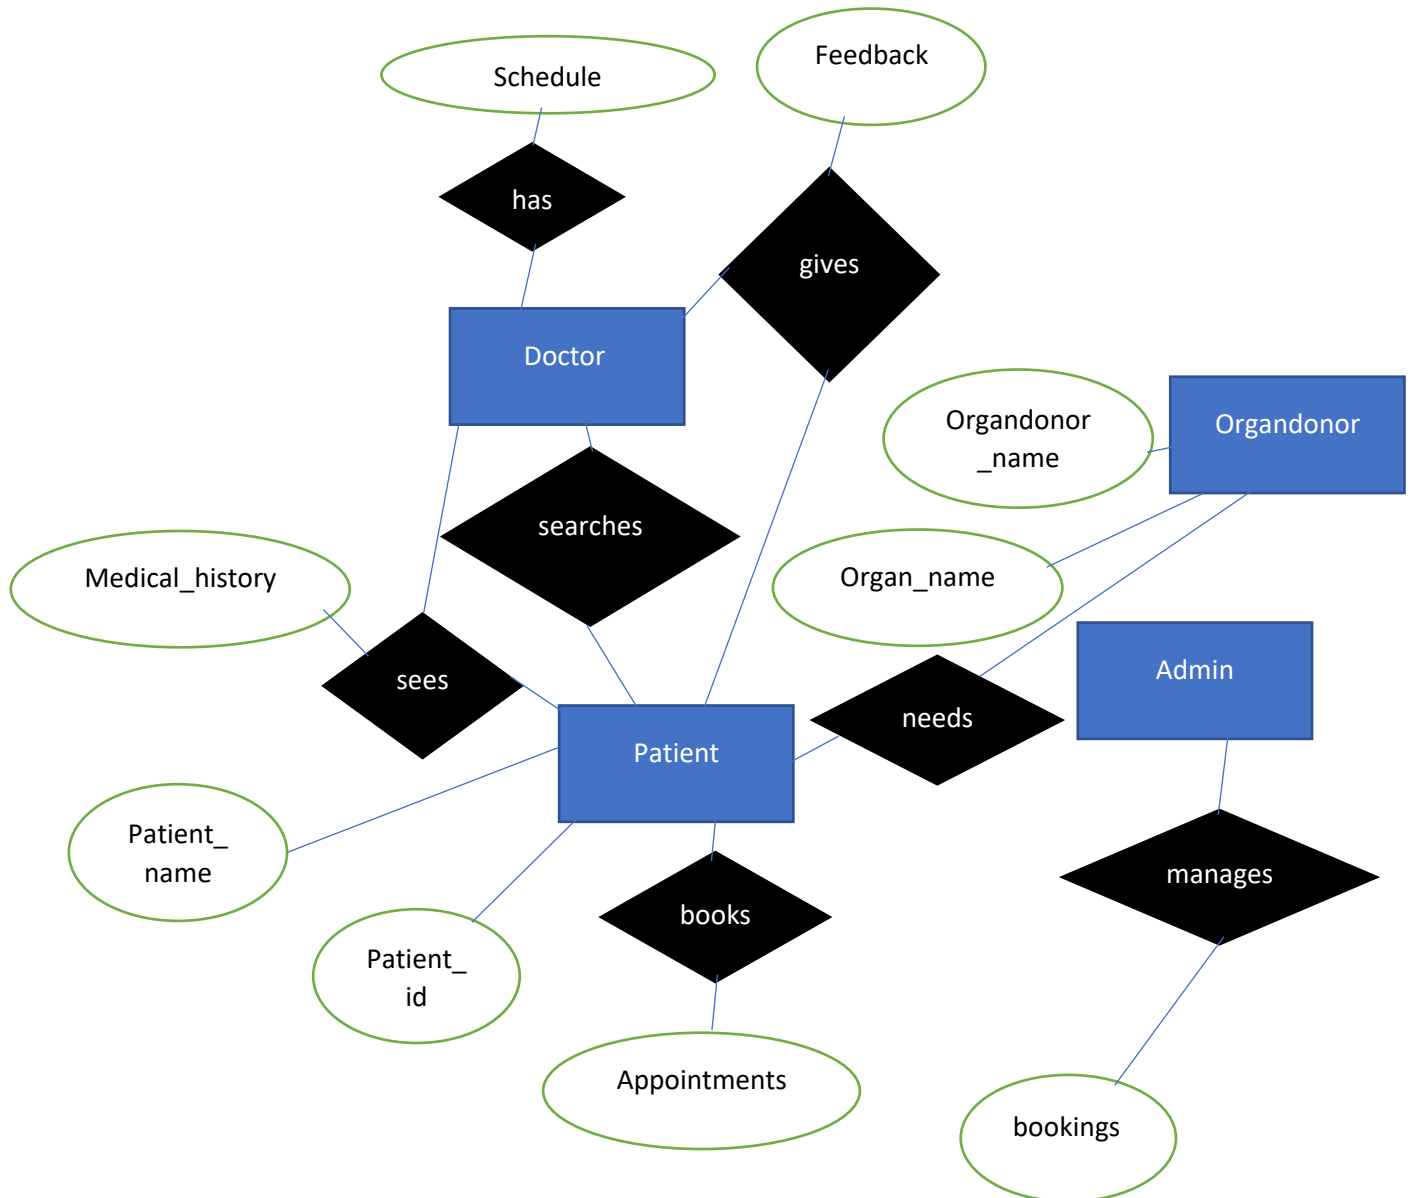 Feedback
Schedule
has
gives
Doctor
Organdonor
_name
Organdonor
searches
Medical_history
Organ_name
sees
Admin
needs
Patient
Patient_
name
manages
books
Patient_
id
Appointments
bookings